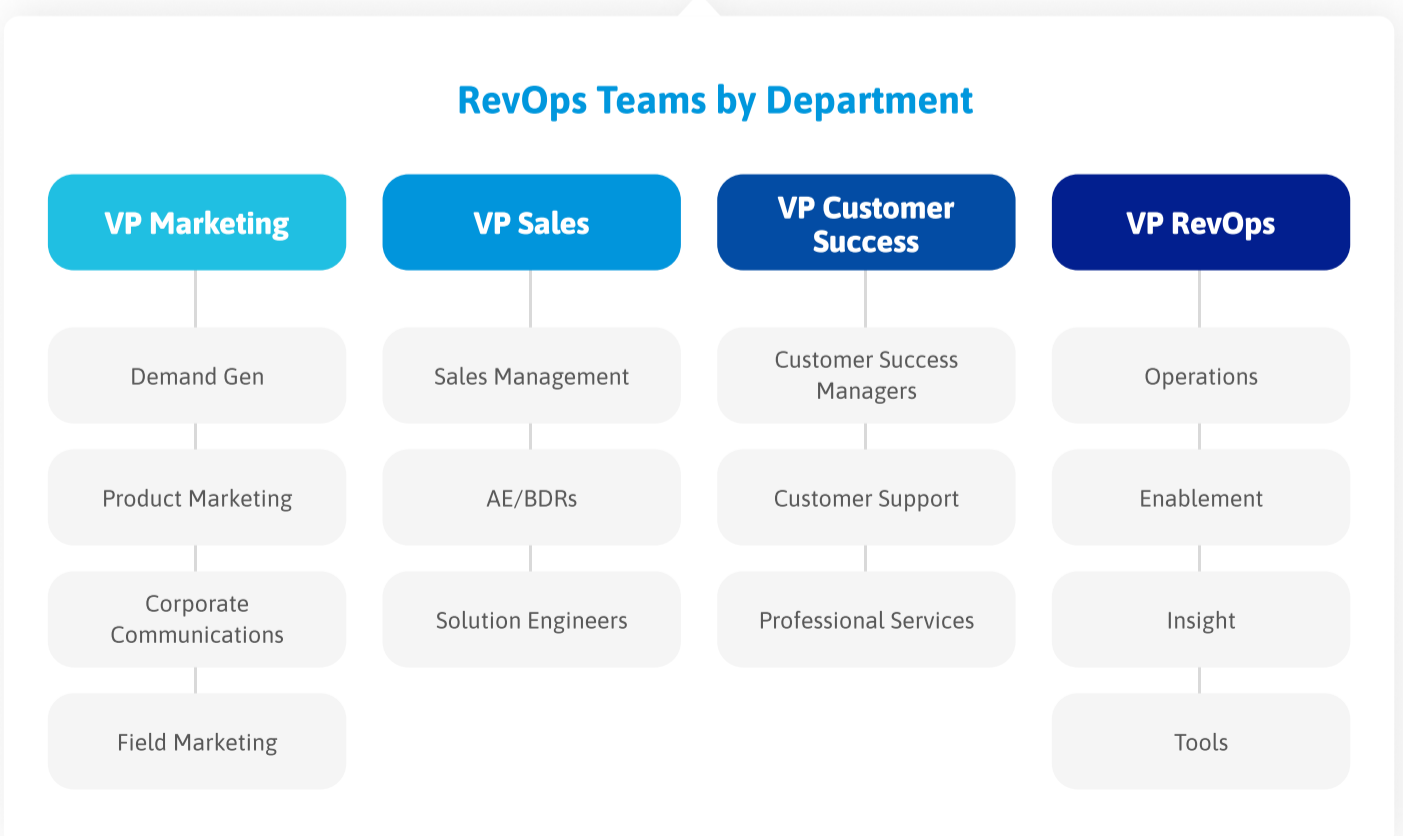 RevOps Teams by Department
VP Marketing
Demand Gen
Product Marketing
Corporate
Communications
Field Marketing
VP Sales
Sales Management
AE/BDRs
Solution Engineers
VP Customer
Success
Customer Success
Managers
Customer Support
Professional Services
VP RevOps
Operations
Enablement
Insight
Tools